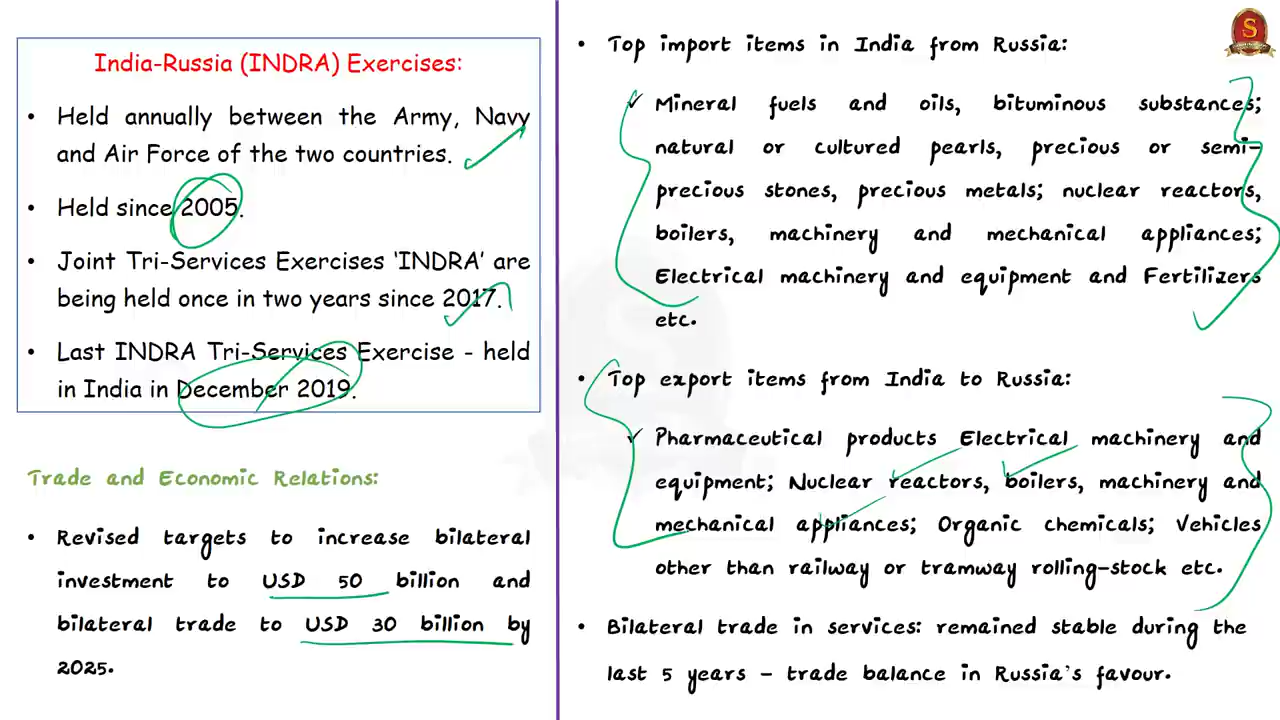 India-Russia (INDRA) Exercises:
• Held annually between the Army, Navy
and Air Force of the two countries.
• Held since 2005.
• Joint Tri-Services Exercises ‘INDRA’ are
being held once in two years since 2017.
• Last INDRA Tri-Services Exercise - held
in India in December 2019.
Trade and Economic Relations:
• Revised targets to increase bilateral
investment to USD 50 billion and
bilateral trade to USD 30 billion by
2025.
• Top import items in India from Russia:
✓ Mineral fuels and oils, bituminous substances;
natural or cultured pearls, precious or semi-
precious stones, precious metals; nuclear reactors,
boilers, machinery and mechanical appliances;
Electrical machinery and equipment and Fertilizers
etc.
• Top export items from India to Russia:
✓ Pharmaceutical products Electrical machinery and
equipment; Nuclear reactors, boilers, machinery and
mechanical appliances; Organic chemicals; Vehicles
other than railway or tramway rolling-stock etc.
• Bilateral trade in services: remained stable during the
last 5 years – trade balance in Russia's favour.
S